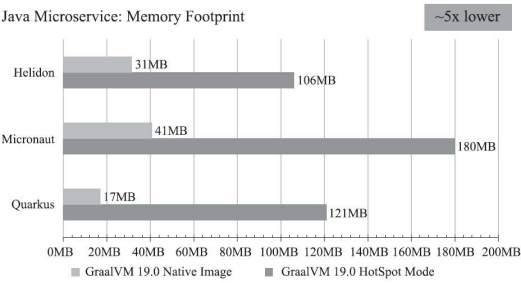 Java Microservice: Memory Footprint
~5x lower
Helidon
31MB
106MB
Micronaut
41MB
180MB
Quarkus
17MB
121MB
0MB 20MB 40MB 60MB 80MB 100MB 120MB 140MB 160MB 180MB 200MB
GraalVM 19.0 Native Image GraalVM 19.0 HotSpot Mode